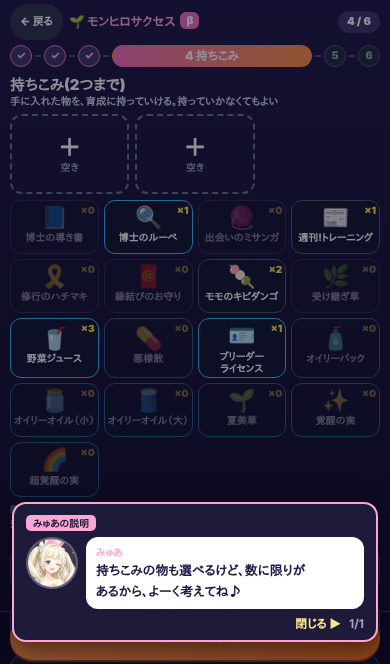 ← 戻る
🌱 モンヒロサクセス β
4 / 6
✓ ✓ ✓ 4 持ちこみ 5 6
持ちこみ(2つまで)
手に入れた物を、育成に持っていける。持っていかなくてもよい
+ +
空き 空き
×0 ×1 ×0 ×1
博士の導き書 博士のルーペ 出会いのミサンガ 週刊!トレーニング
×0 ×0 ×2 ×0
修行のハチマキ 縁結びのお守り モモのキビダンゴ 受け継ぎ草
×3 ×0 ×1 ×0
野菜ジュース 悪様散 ブリーダー オイリーパック
ライセンス
×0 ×0 ×0 ×0
オイリーオイル(小) オイリーオイル(大) 夏美草 覚醒の実
×0
超覚醒の実
みゅあの説明
みゅあ
持ちこみの物も選べるけど、数に限りが
あるから、よーく考えてね♪
閉じる ▶ 1/1